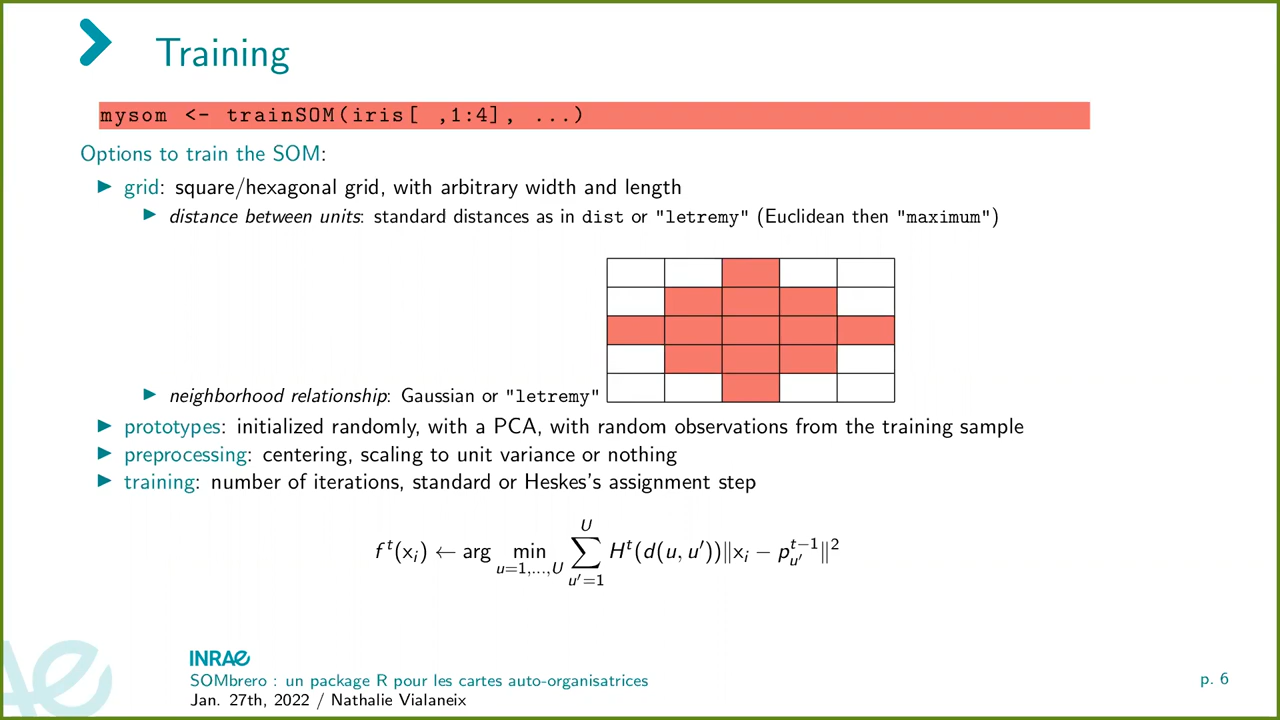 Training
mysom <- trainSOM(iris[ ,1:4], ...)
Options to train the SOM:
grid: square/hexagonal grid, with arbitrary width and length
distance between units: standard distances as in dist or "letremy" (Euclidean then "maximum")
neighborhood relationship: Gaussian or "letremy"
prototypes: initialized randomly, with a PCA, with random observations from the training sample
preprocessing: centering, scaling to unit variance or nothing
training: number of iterations, standard or Heskes's assignment step
f^t(x_i) ← arg min_{u=1,...,U} ∑_{u'=1}^{U} H^t(d(u, u'))‖x_i − p_{u'}^{t−1}‖^2
INRAE
SOMbrero : un package R pour les cartes auto-organisatrices
Jan. 27th, 2022 / Nathalie Vialaneix
p. 6